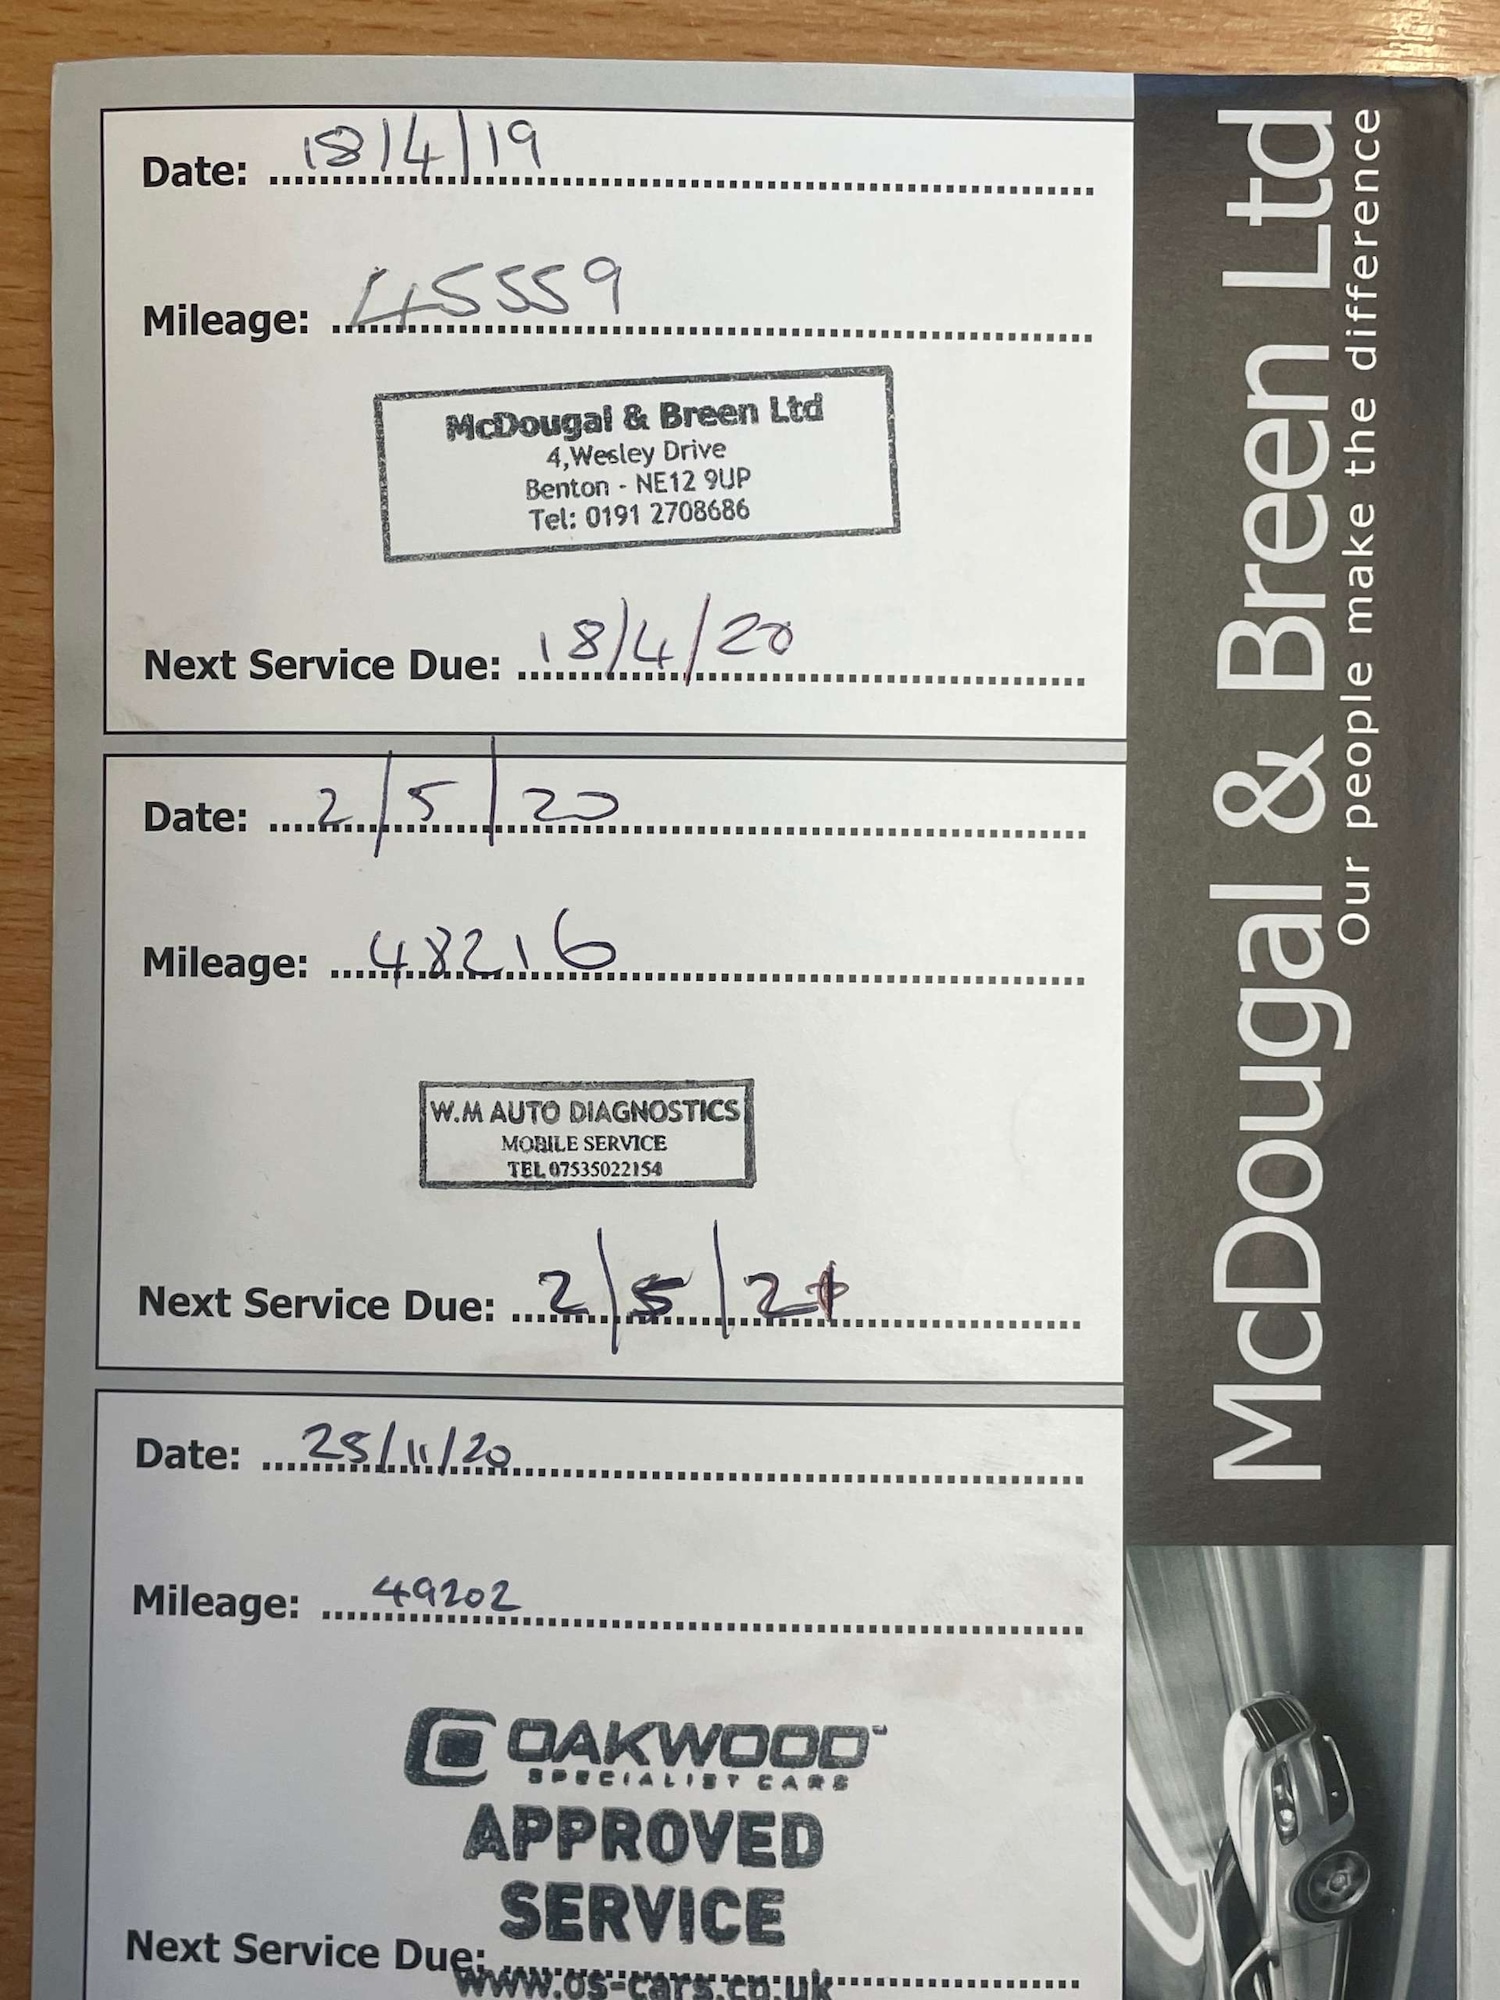 Date: 18/4/19
Mileage: 45559
McDougal & Breen Ltd
4,Wesley Drive
Benton - NE12 9UP
Tel: 0191 2708686
Next Service Due: 18/4/20
Date: 2/5/20
Mileage: 48216
W.M AUTO DIAGNOSTICS
MOBILE SERVICE
TEL 07535022154
Next Service Due: 2/5/21
Date: 25/11/20
Mileage: 49202
OAKWOOD™
SPECIALIST CARS
APPROVED
SERVICE
Next Service Due:
www.os-cars.co.uk
McDougal & Breen Ltd
Our people make the difference